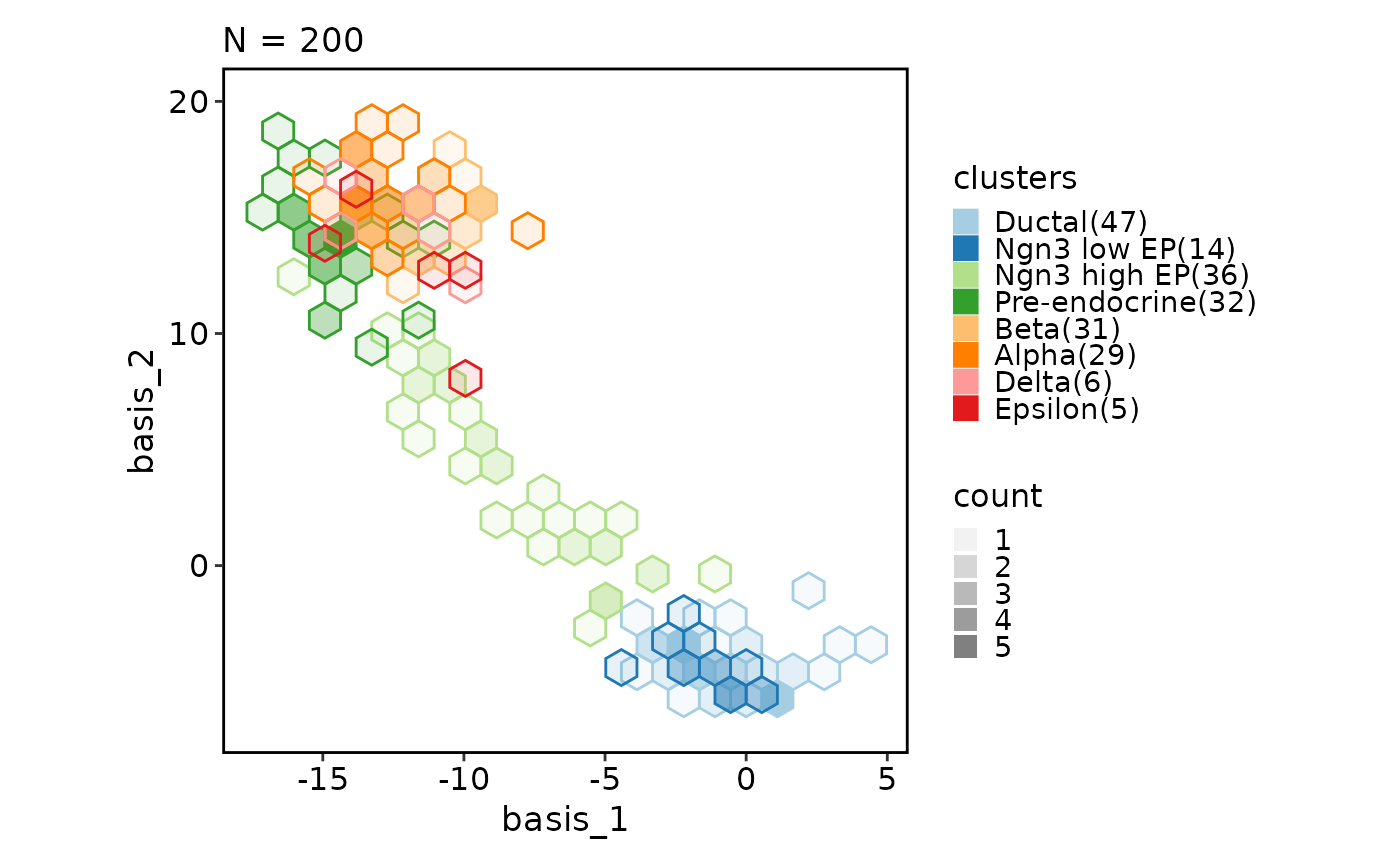 N = 200
20
10
0
basis_2
-15
-10
-5
0
5
basis_1
clusters
Ductal(47)
Ngn3 low EP(14)
Ngn3 high EP(36)
Pre-endocrine(32)
Beta(31)
Alpha(29)
Delta(6)
Epsilon(5)
count
1
2
3
4
5